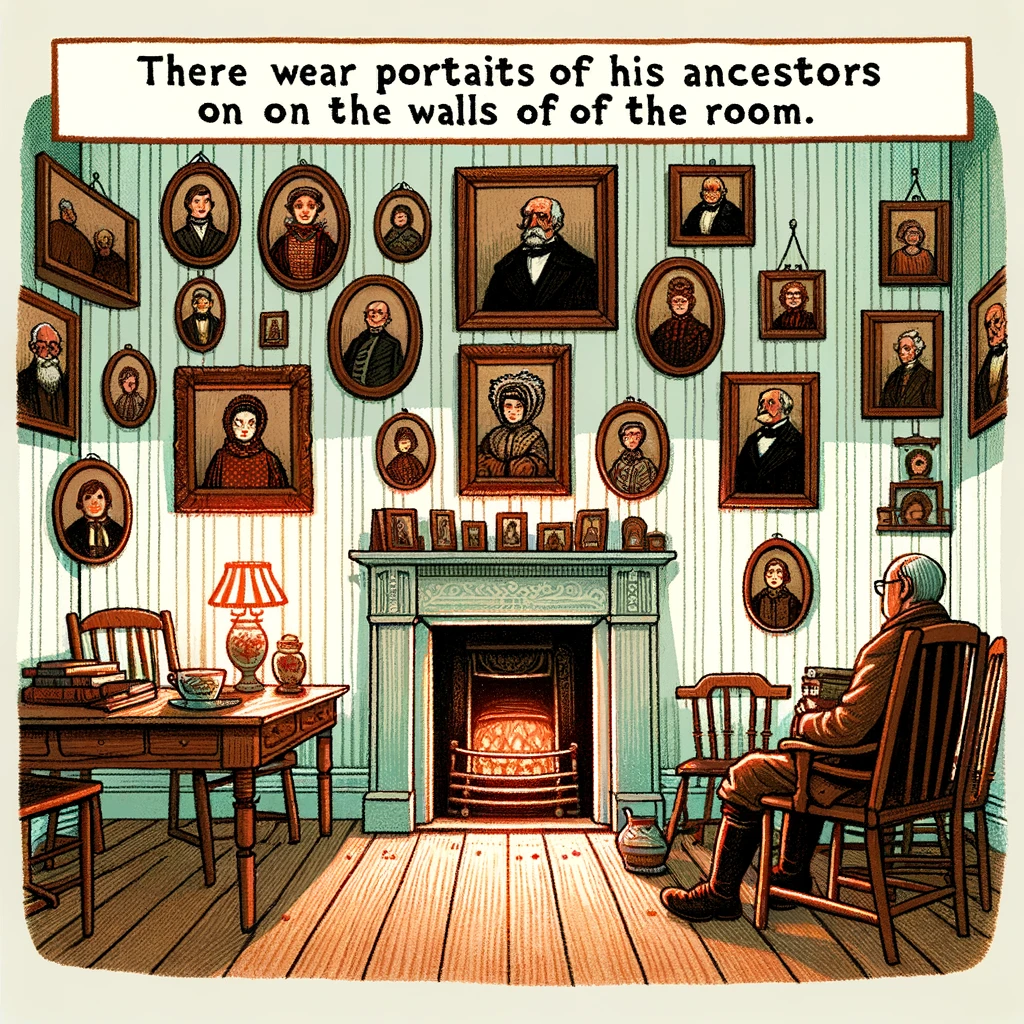 There wear portaits of his ancestors
on on the walls of of the room.